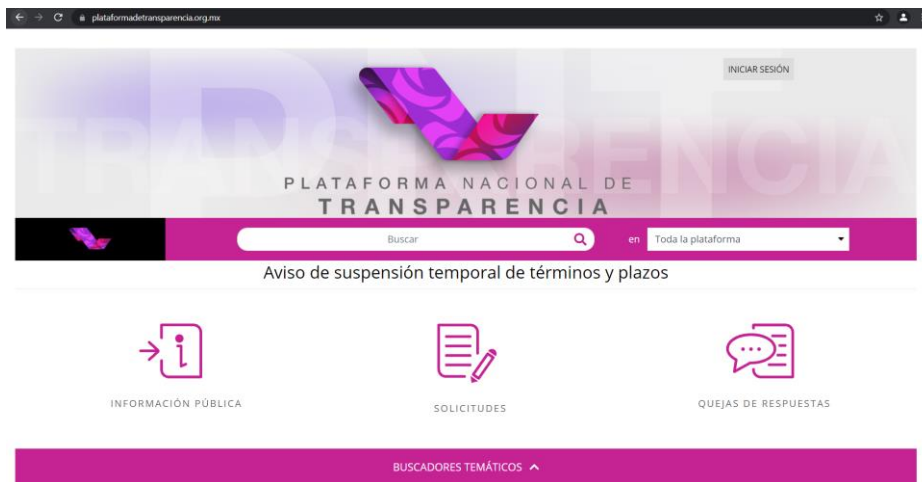 plataformadetransparencia.org.mx
PNT
TRANSPARENCIA
INICIAR SESIÓN
PLATAFORMA NACIONAL DE
TRANSPARENCIA
Buscar
en
Toda la plataforma
Aviso de suspensión temporal de términos y plazos
INFORMACIÓN PÚBLICA
SOLICITUDES
QUEJAS DE RESPUESTAS
BUSCADORES TEMÁTICOS